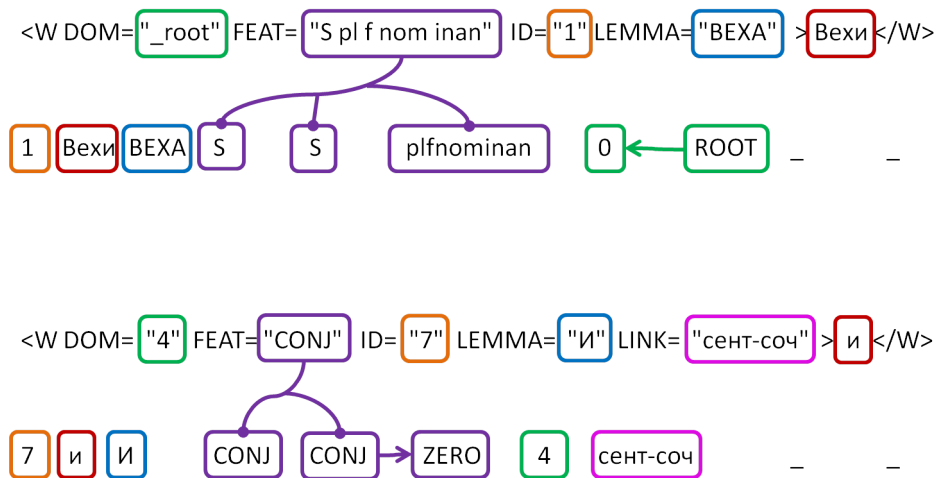 <W DOM= "_root" FEAT= "S pl f nom inan" ID= "1" LEMMA= "ВЕХА" > Вехи </W>
1 Вехи ВЕХА S S plfnominan 0 ROOT _ _
<W DOM= "4" FEAT= "CONJ" ID= "7" LEMMA= "И" LINK= "сент-соч" > и </W>
7 и И CONJ CONJ ZERO 4 сент-соч _ _